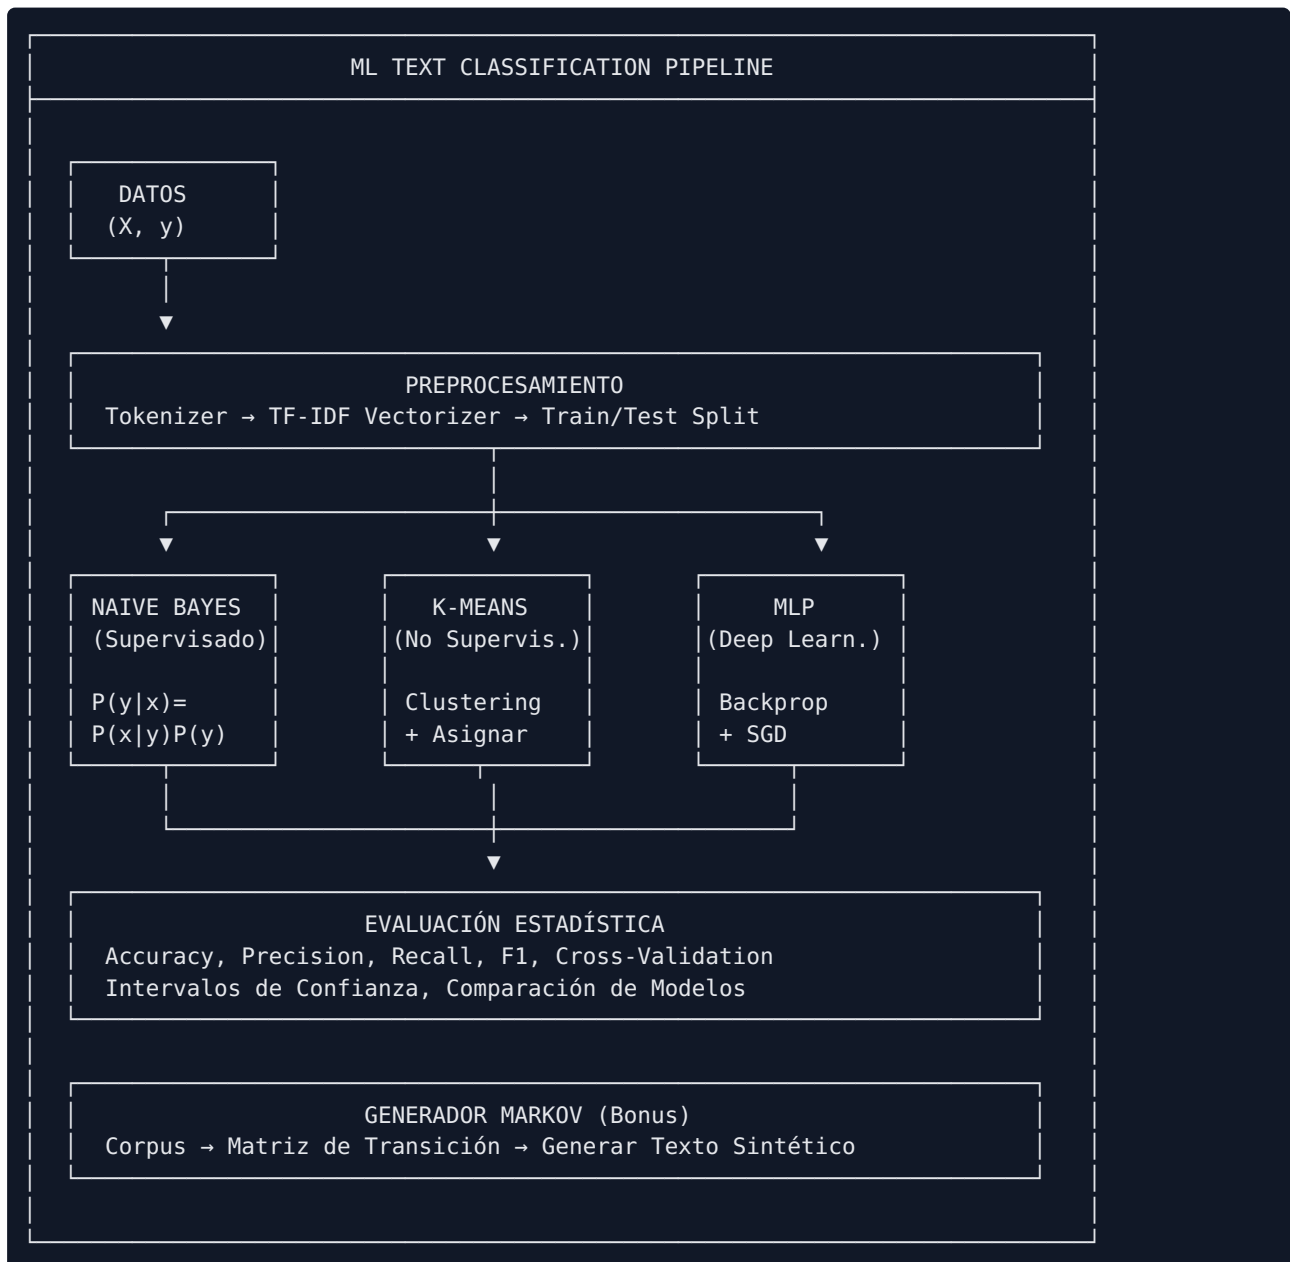 ML TEXT CLASSIFICATION PIPELINE
DATOS
(X, y)
PREPROCESAMIENTO
Tokenizer → TF-IDF Vectorizer → Train/Test Split
NAIVE BAYES
(Supervisado)
P(y|x)=
P(x|y)P(y)
K-MEANS
(No Supervis.)
Clustering
+ Asignar
MLP
(Deep Learn.)
Backprop
+ SGD
EVALUACIÓN ESTADÍSTICA
Accuracy, Precision, Recall, F1, Cross-Validation
Intervalos de Confianza, Comparación de Modelos
GENERADOR MARKOV (Bonus)
Corpus → Matriz de Transición → Generar Texto Sintético